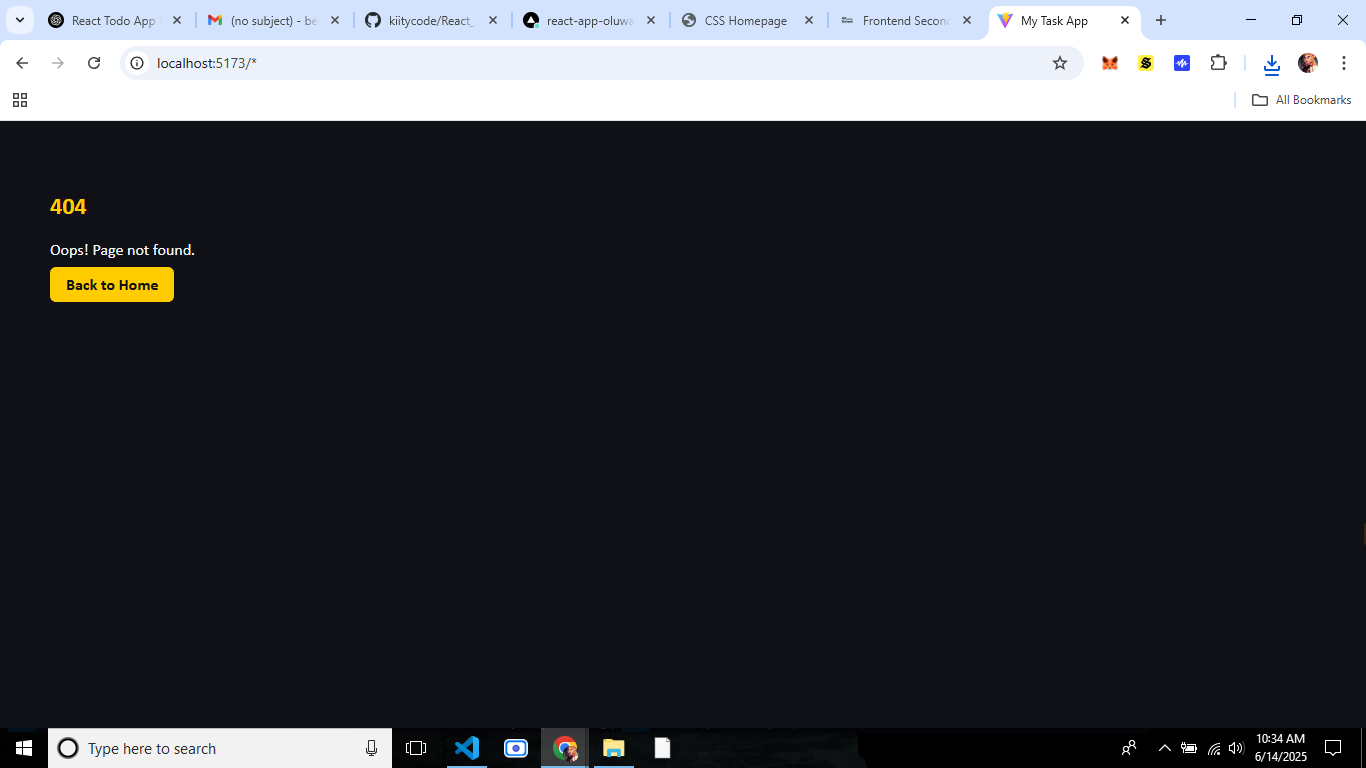 React Todo App
(no subject) - be
kiitycode/React_
react-app-oluwa
CSS Homepage
Frontend Second
My Task App
localhost:5173/*
All Bookmarks
404
Oops! Page not found.
Back to Home
Type here to search
10:34 AM
6/14/2025